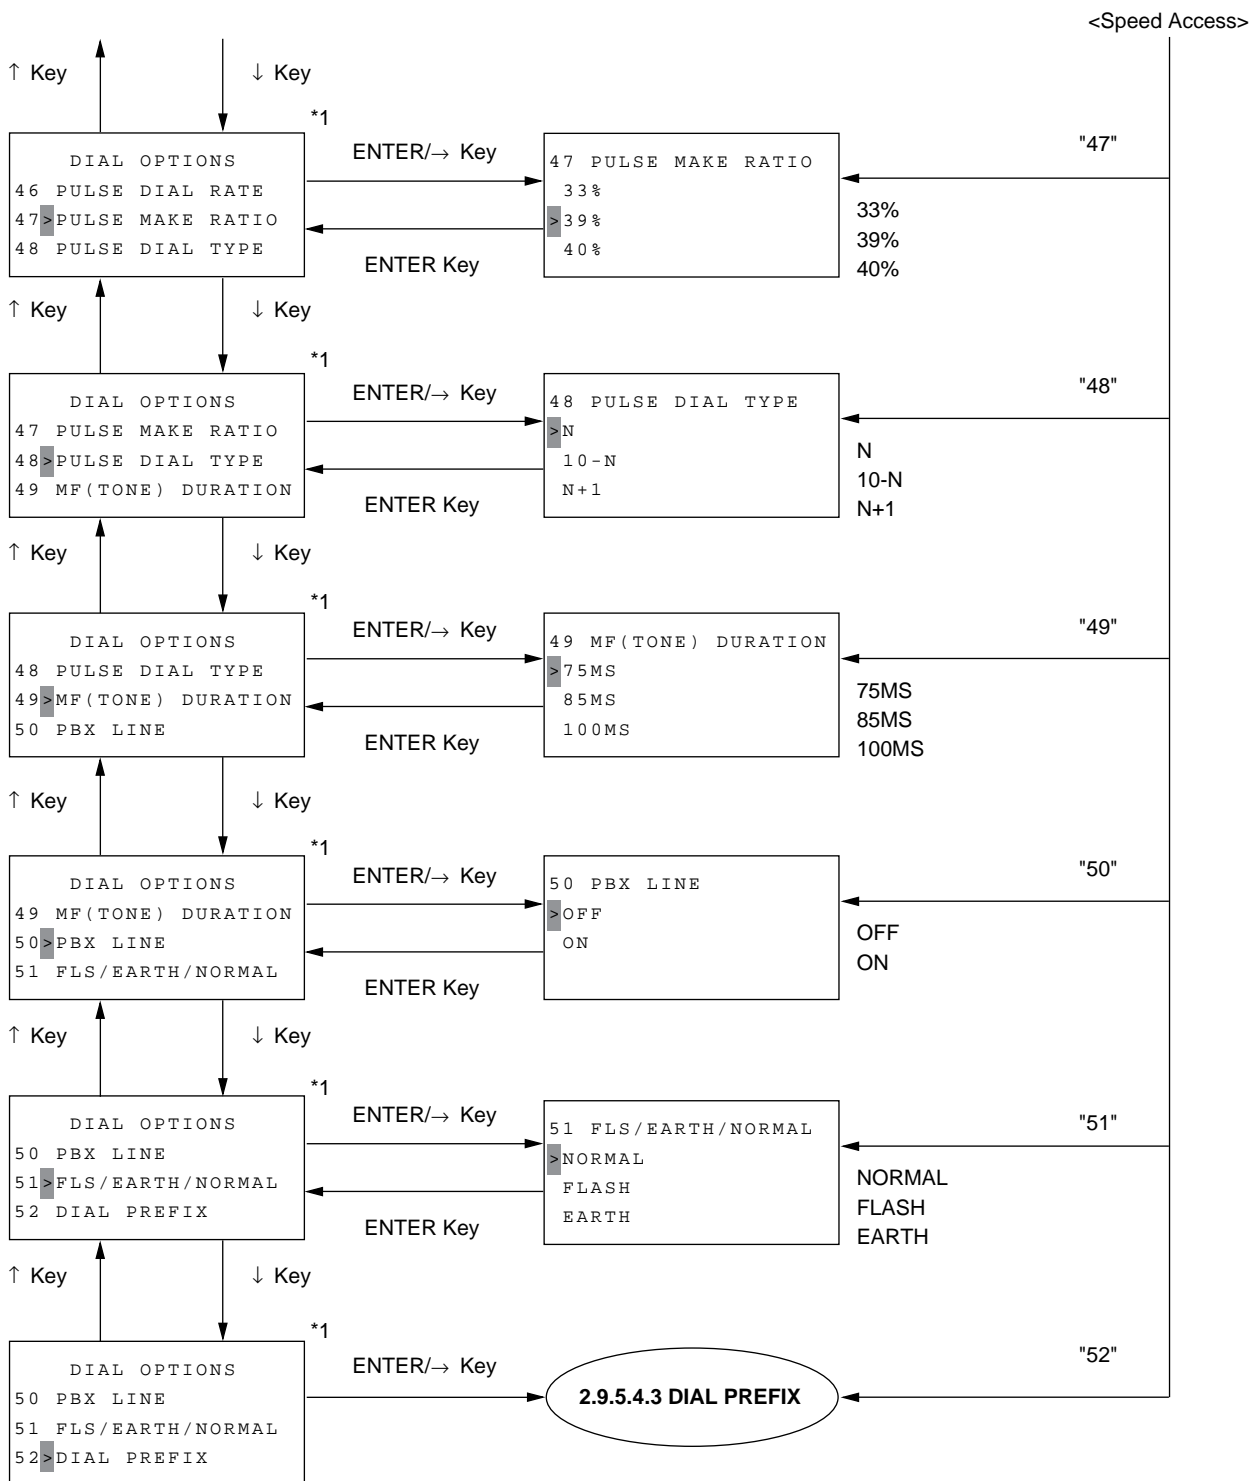 <Speed Access>
↑ Key
↓ Key
*1
DIAL OPTIONS
46 PULSE DIAL RATE
47>PULSE MAKE RATIO
48 PULSE DIAL TYPE
ENTER/→ Key
ENTER Key
47 PULSE MAKE RATIO
33%
>39%
40%
"47"
33%
39%
40%
↑ Key
↓ Key
*1
DIAL OPTIONS
47 PULSE MAKE RATIO
48>PULSE DIAL TYPE
49 MF(TONE) DURATION
ENTER/→ Key
ENTER Key
48 PULSE DIAL TYPE
>N
10-N
N+1
"48"
N
10-N
N+1
↑ Key
↓ Key
*1
DIAL OPTIONS
48 PULSE DIAL TYPE
49>MF(TONE) DURATION
50 PBX LINE
ENTER/→ Key
ENTER Key
49 MF(TONE) DURATION
>75MS
85MS
100MS
"49"
75MS
85MS
100MS
↑ Key
↓ Key
*1
DIAL OPTIONS
49 MF(TONE) DURATION
50>PBX LINE
51 FLS/EARTH/NORMAL
ENTER/→ Key
ENTER Key
50 PBX LINE
>OFF
ON
"50"
OFF
ON
↑ Key
↓ Key
*1
DIAL OPTIONS
50 PBX LINE
51>FLS/EARTH/NORMAL
52 DIAL PREFIX
ENTER/→ Key
ENTER Key
51 FLS/EARTH/NORMAL
>NORMAL
FLASH
EARTH
"51"
NORMAL
FLASH
EARTH
↑ Key
↓ Key
*1
DIAL OPTIONS
50 PBX LINE
51 FLS/EARTH/NORMAL
52>DIAL PREFIX
ENTER/→ Key
2.9.5.4.3 DIAL PREFIX
"52"